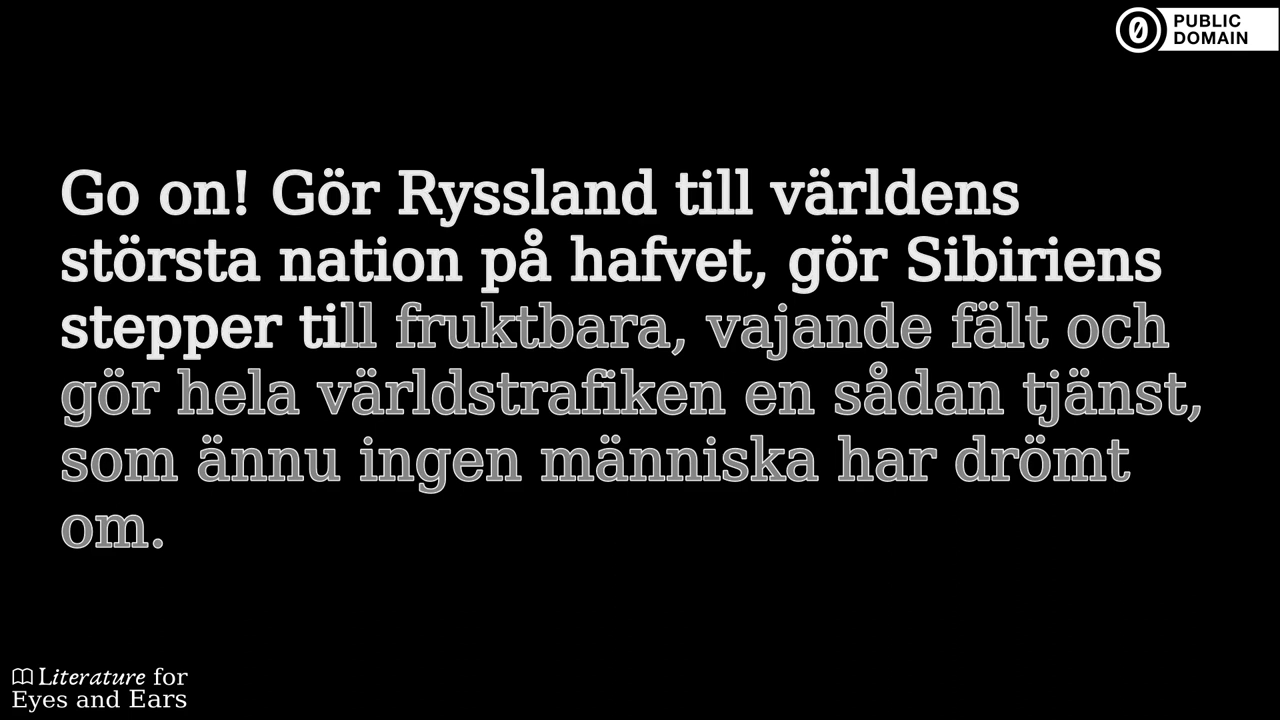 PUBLIC
DOMAIN
Go on! Gör Ryssland till världens
största nation på hafvet, gör Sibiriens
stepper till fruktbara, vajande fält och
gör hela världstrafiken en sådan tjänst,
som ännu ingen människa har drömt
om.
Literature for
Eyes and Ears